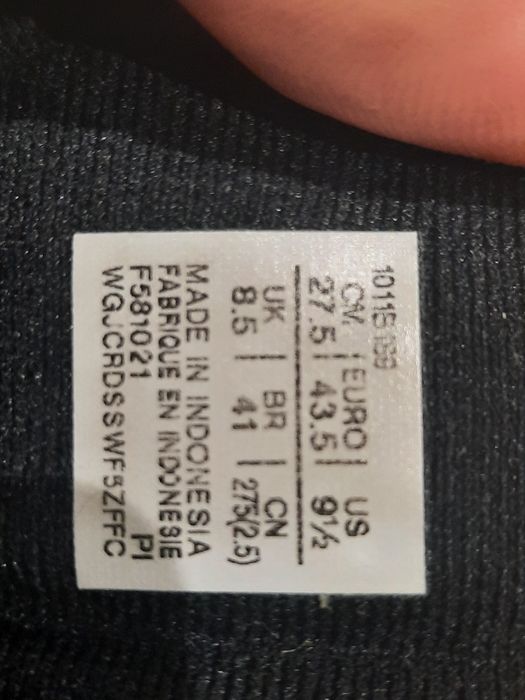 CM. | EURO | US
27.5 | 43.5 | 9½
UK | BR | CN
8.5 | 41 | 275(2.5)
MADE IN INDONESIA
FABRIQUE EN INDONESIE
F581021 PI
WGJCRDSSWF5ZFFC